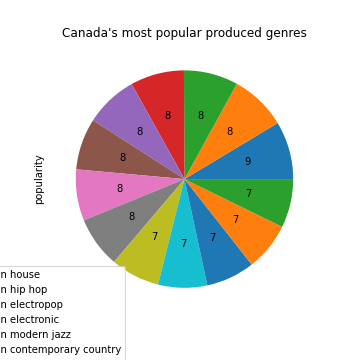 Canada's most popular produced genres
popularity
8
8
8
8
8
9
8
8
8
7
7
7
7
7
n house
n hip hop
n electropop
n electronic
n modern jazz
n contemporary country